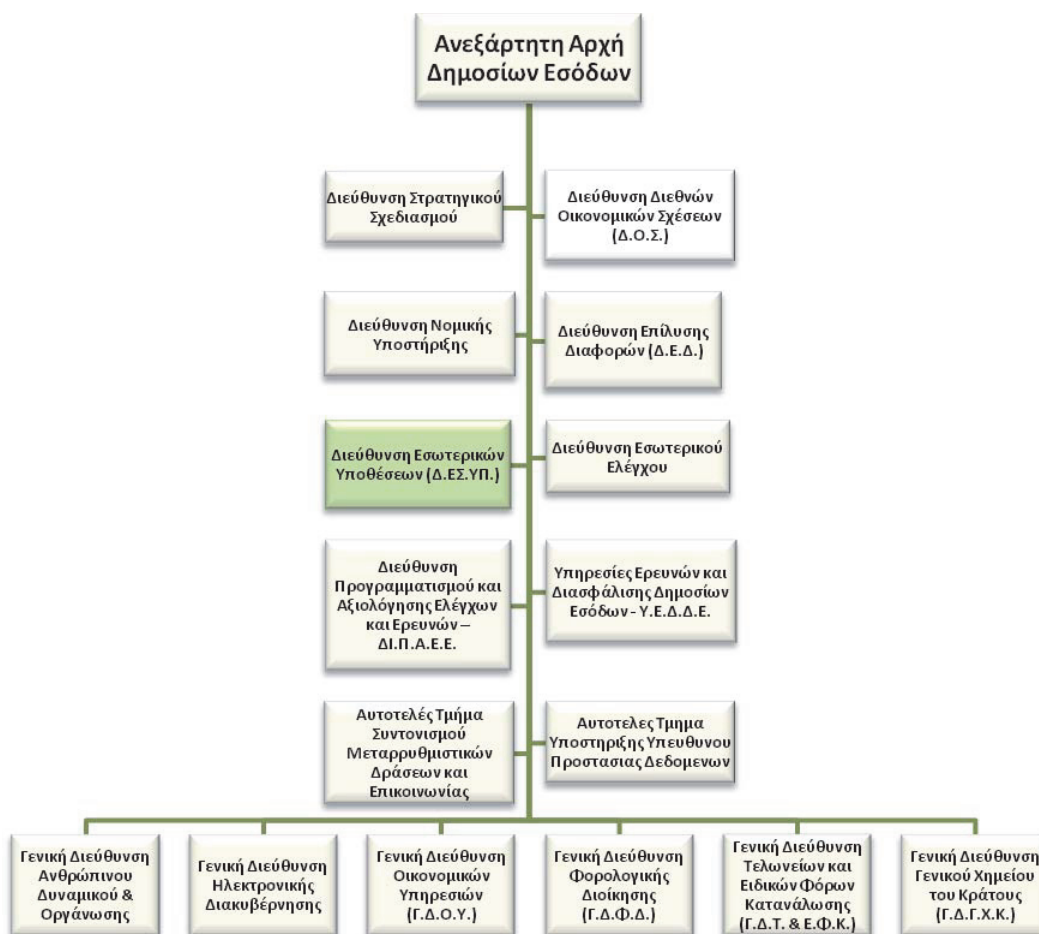 Ανεξάρτητη Αρχή
Δημοσίων Εσόδων
Διεύθυνση Στρατηγικού
Σχεδιασμού
Διεύθυνση Διεθνών
Οικονομικών Σχέσεων
(Δ.Ο.Σ.)
Διεύθυνση Νομικής
Υποστήριξης
Διεύθυνση Επίλυσης
Διαφορών (Δ.Ε.Δ.)
Διεύθυνση Εσωτερικών
Υποθέσεων (Δ.ΕΣ.ΥΠ.)
Διεύθυνση Εσωτερικού
Ελέγχου
Διεύθυνση
Προγραμματισμού και
Αξιολόγησης Ελέγχων
και Ερευνών –
ΔΙ.Π.Α.Ε.Ε.
Υπηρεσίες Ερευνών και
Διασφάλισης Δημοσίων
Εσόδων - Υ.Ε.Δ.Δ.Ε.
Αυτοτελές Τμήμα
Συντονισμού
Μεταρρυθμιστικών
Δράσεων και
Επικοινωνίας
Αυτοτελες Τμημα
Υποστηριξης Υπευθυνου
Προστασιας Δεδομενων
Γενική Διεύθυνση
Ανθρώπινου
Δυναμικού &
Οργάνωσης
Γενική Διεύθυνση
Ηλεκτρονικής
Διακυβέρνησης
Γενική Διεύθυνση
Οικονομικών
Υπηρεσιών
(Γ.Δ.Ο.Υ.)
Γενική Διεύθυνση
Φορολογικής
Διοίκησης
(Γ.Δ.Φ.Δ.)
Γενική Διεύθυνση
Τελωνείων και
Ειδικών Φόρων
Κατανάλωσης
(Γ.Δ.Τ. & Ε.Φ.Κ.)
Γενική Διεύθυνση
Γενικού Χημείου
του Κράτους
(Γ.Δ.Γ.Χ.Κ.)